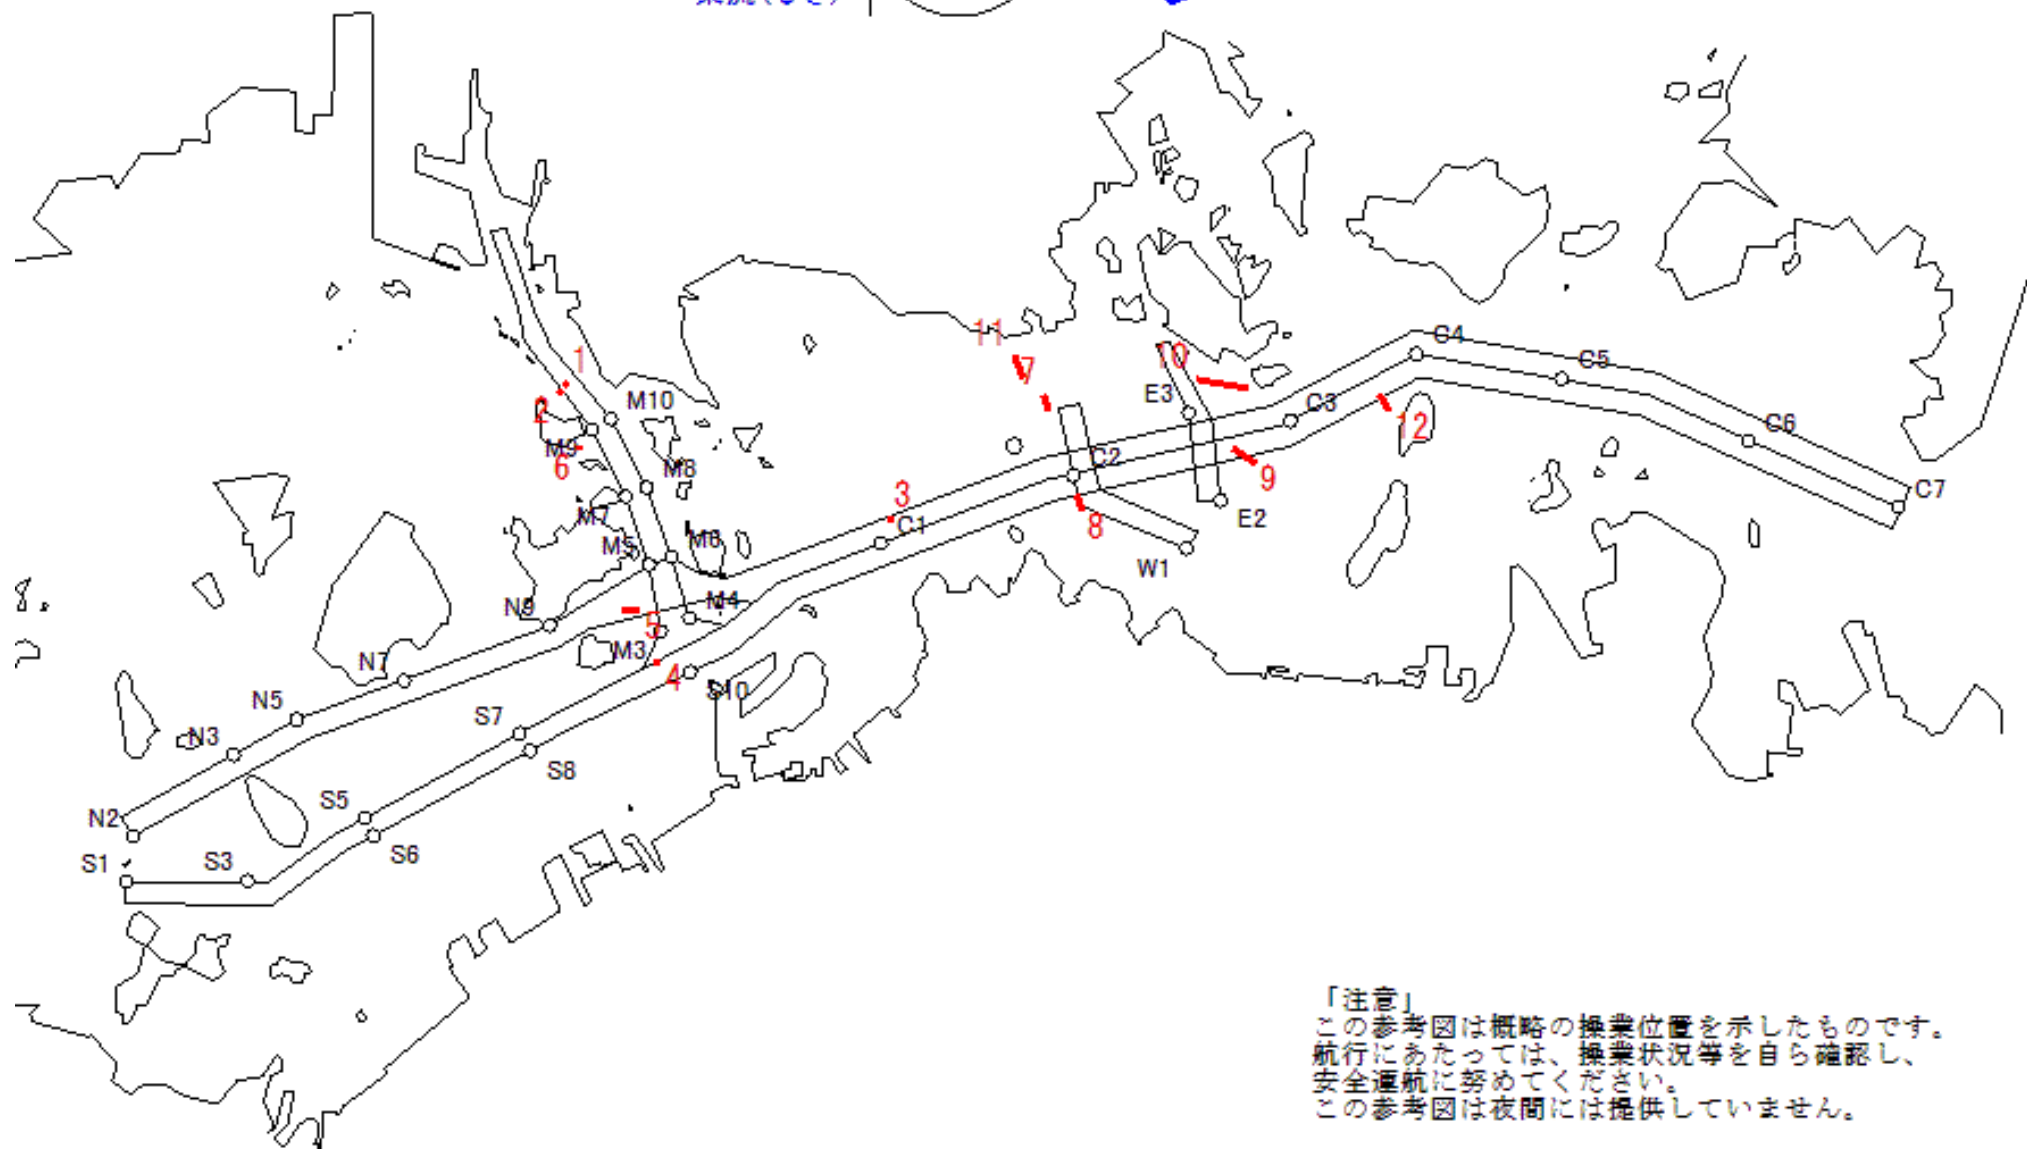 11
C4
1
7
10
C5
E3
2
M10
C3
12
C6
M9
6
M8
C2
9
C7
3
M7
C1
8
E2
M5
M6
W1
N9
M4
5
M3
N7
4
S10
N5
S7
N3
S8
S5
N2
S6
S1
S3
「注意」
この参考図は概略の操業位置を示したものです。
航行にあたっては、操業状況等を自ら確認し、
安全運航に努めてください。
この参考図は夜間には提供していません。